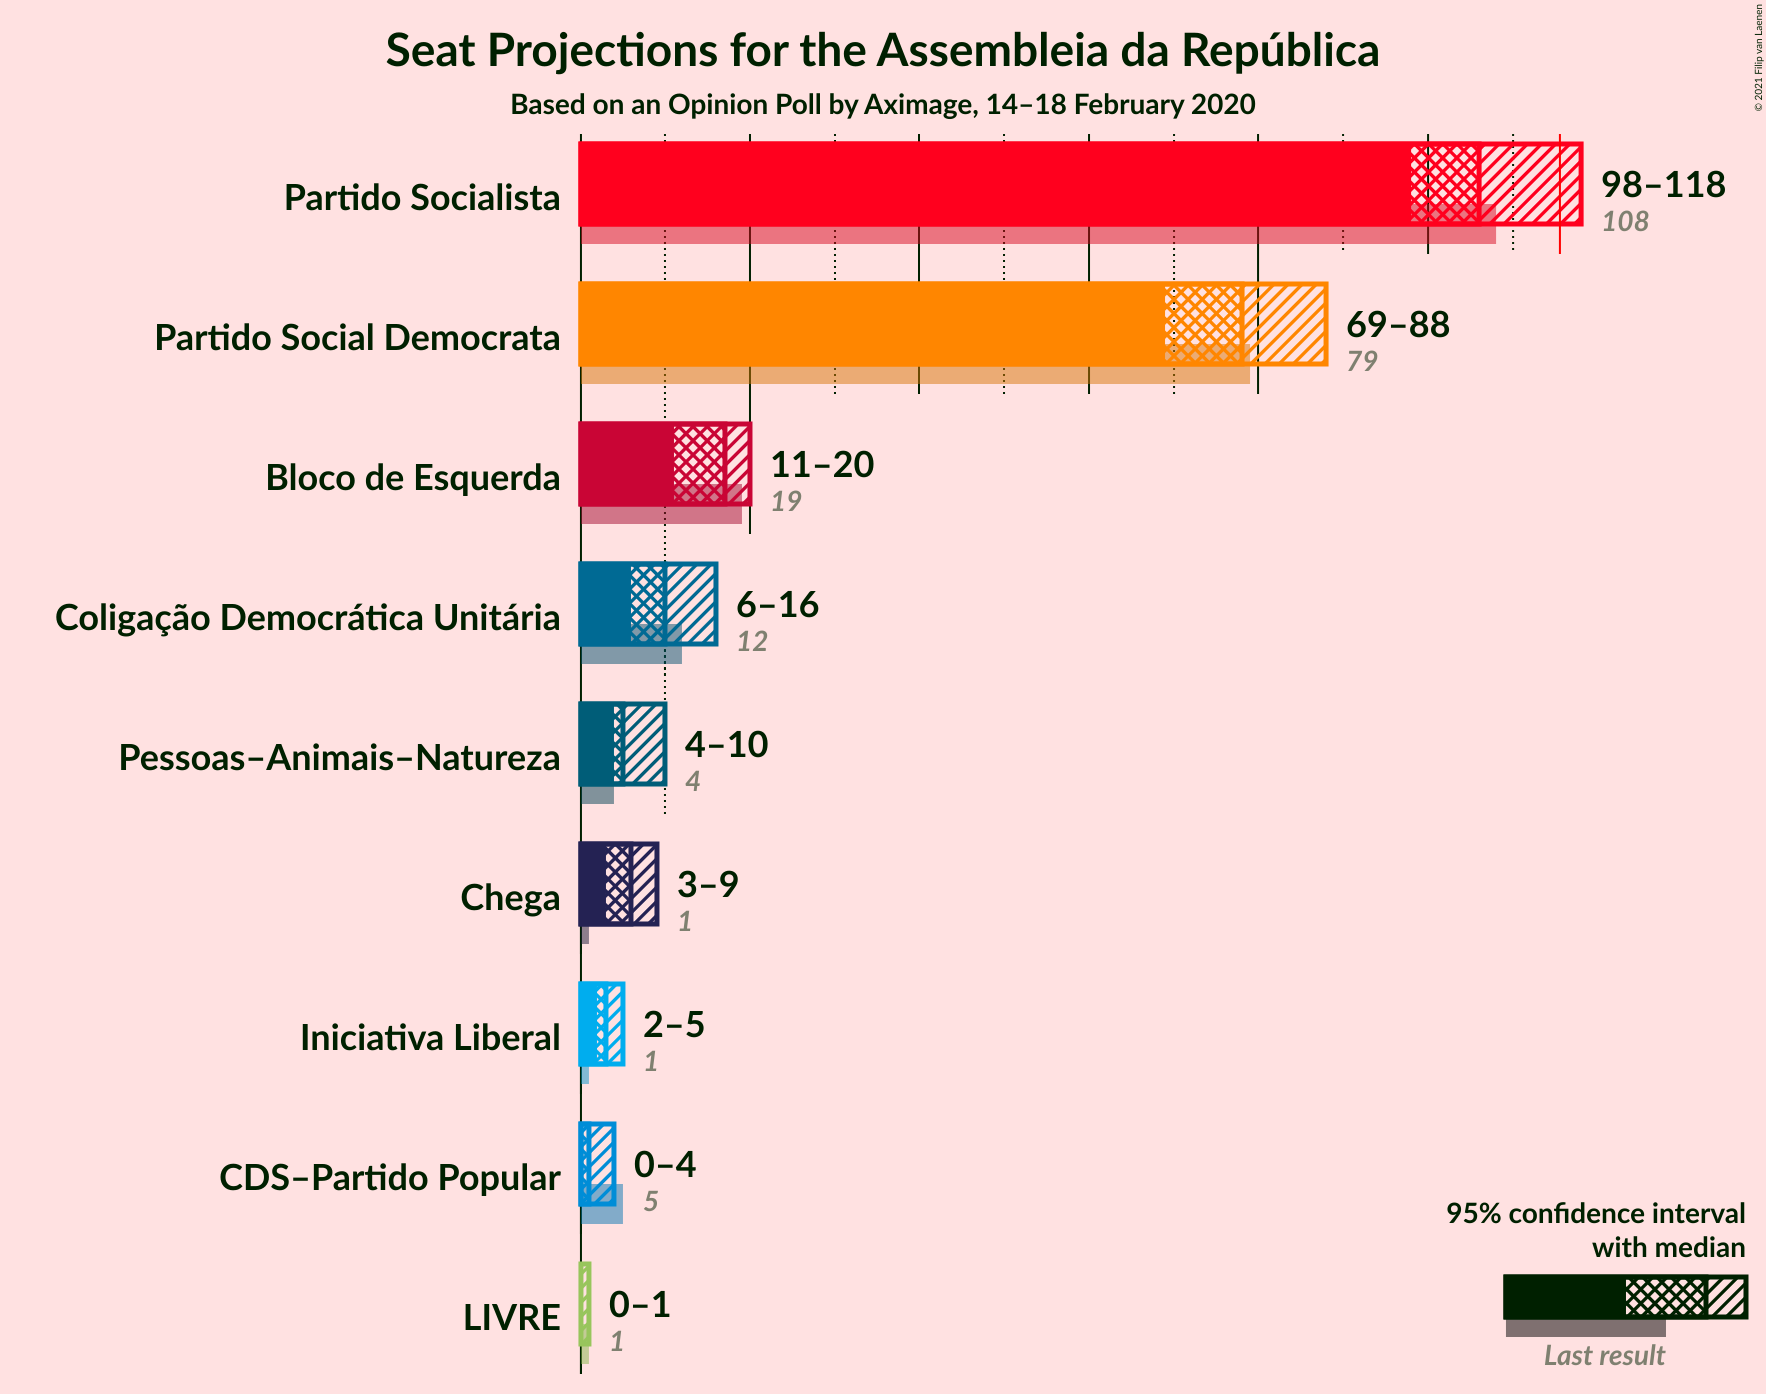 Seat Projections for the Assembleia da República
Based on an Opinion Poll by Aximage, 14–18 February 2020
© 2021 Filip van Laenen
Partido Socialista
98–118
108
Partido Social Democrata
69–88
79
Bloco de Esquerda
11–20
19
Coligação Democrática Unitária
6–16
12
Pessoas–Animais–Natureza
4–10
4
Chega
3–9
1
Iniciativa Liberal
2–5
1
CDS–Partido Popular
0–4
5
LIVRE
0–1
1
95% confidence interval
with median
Last result